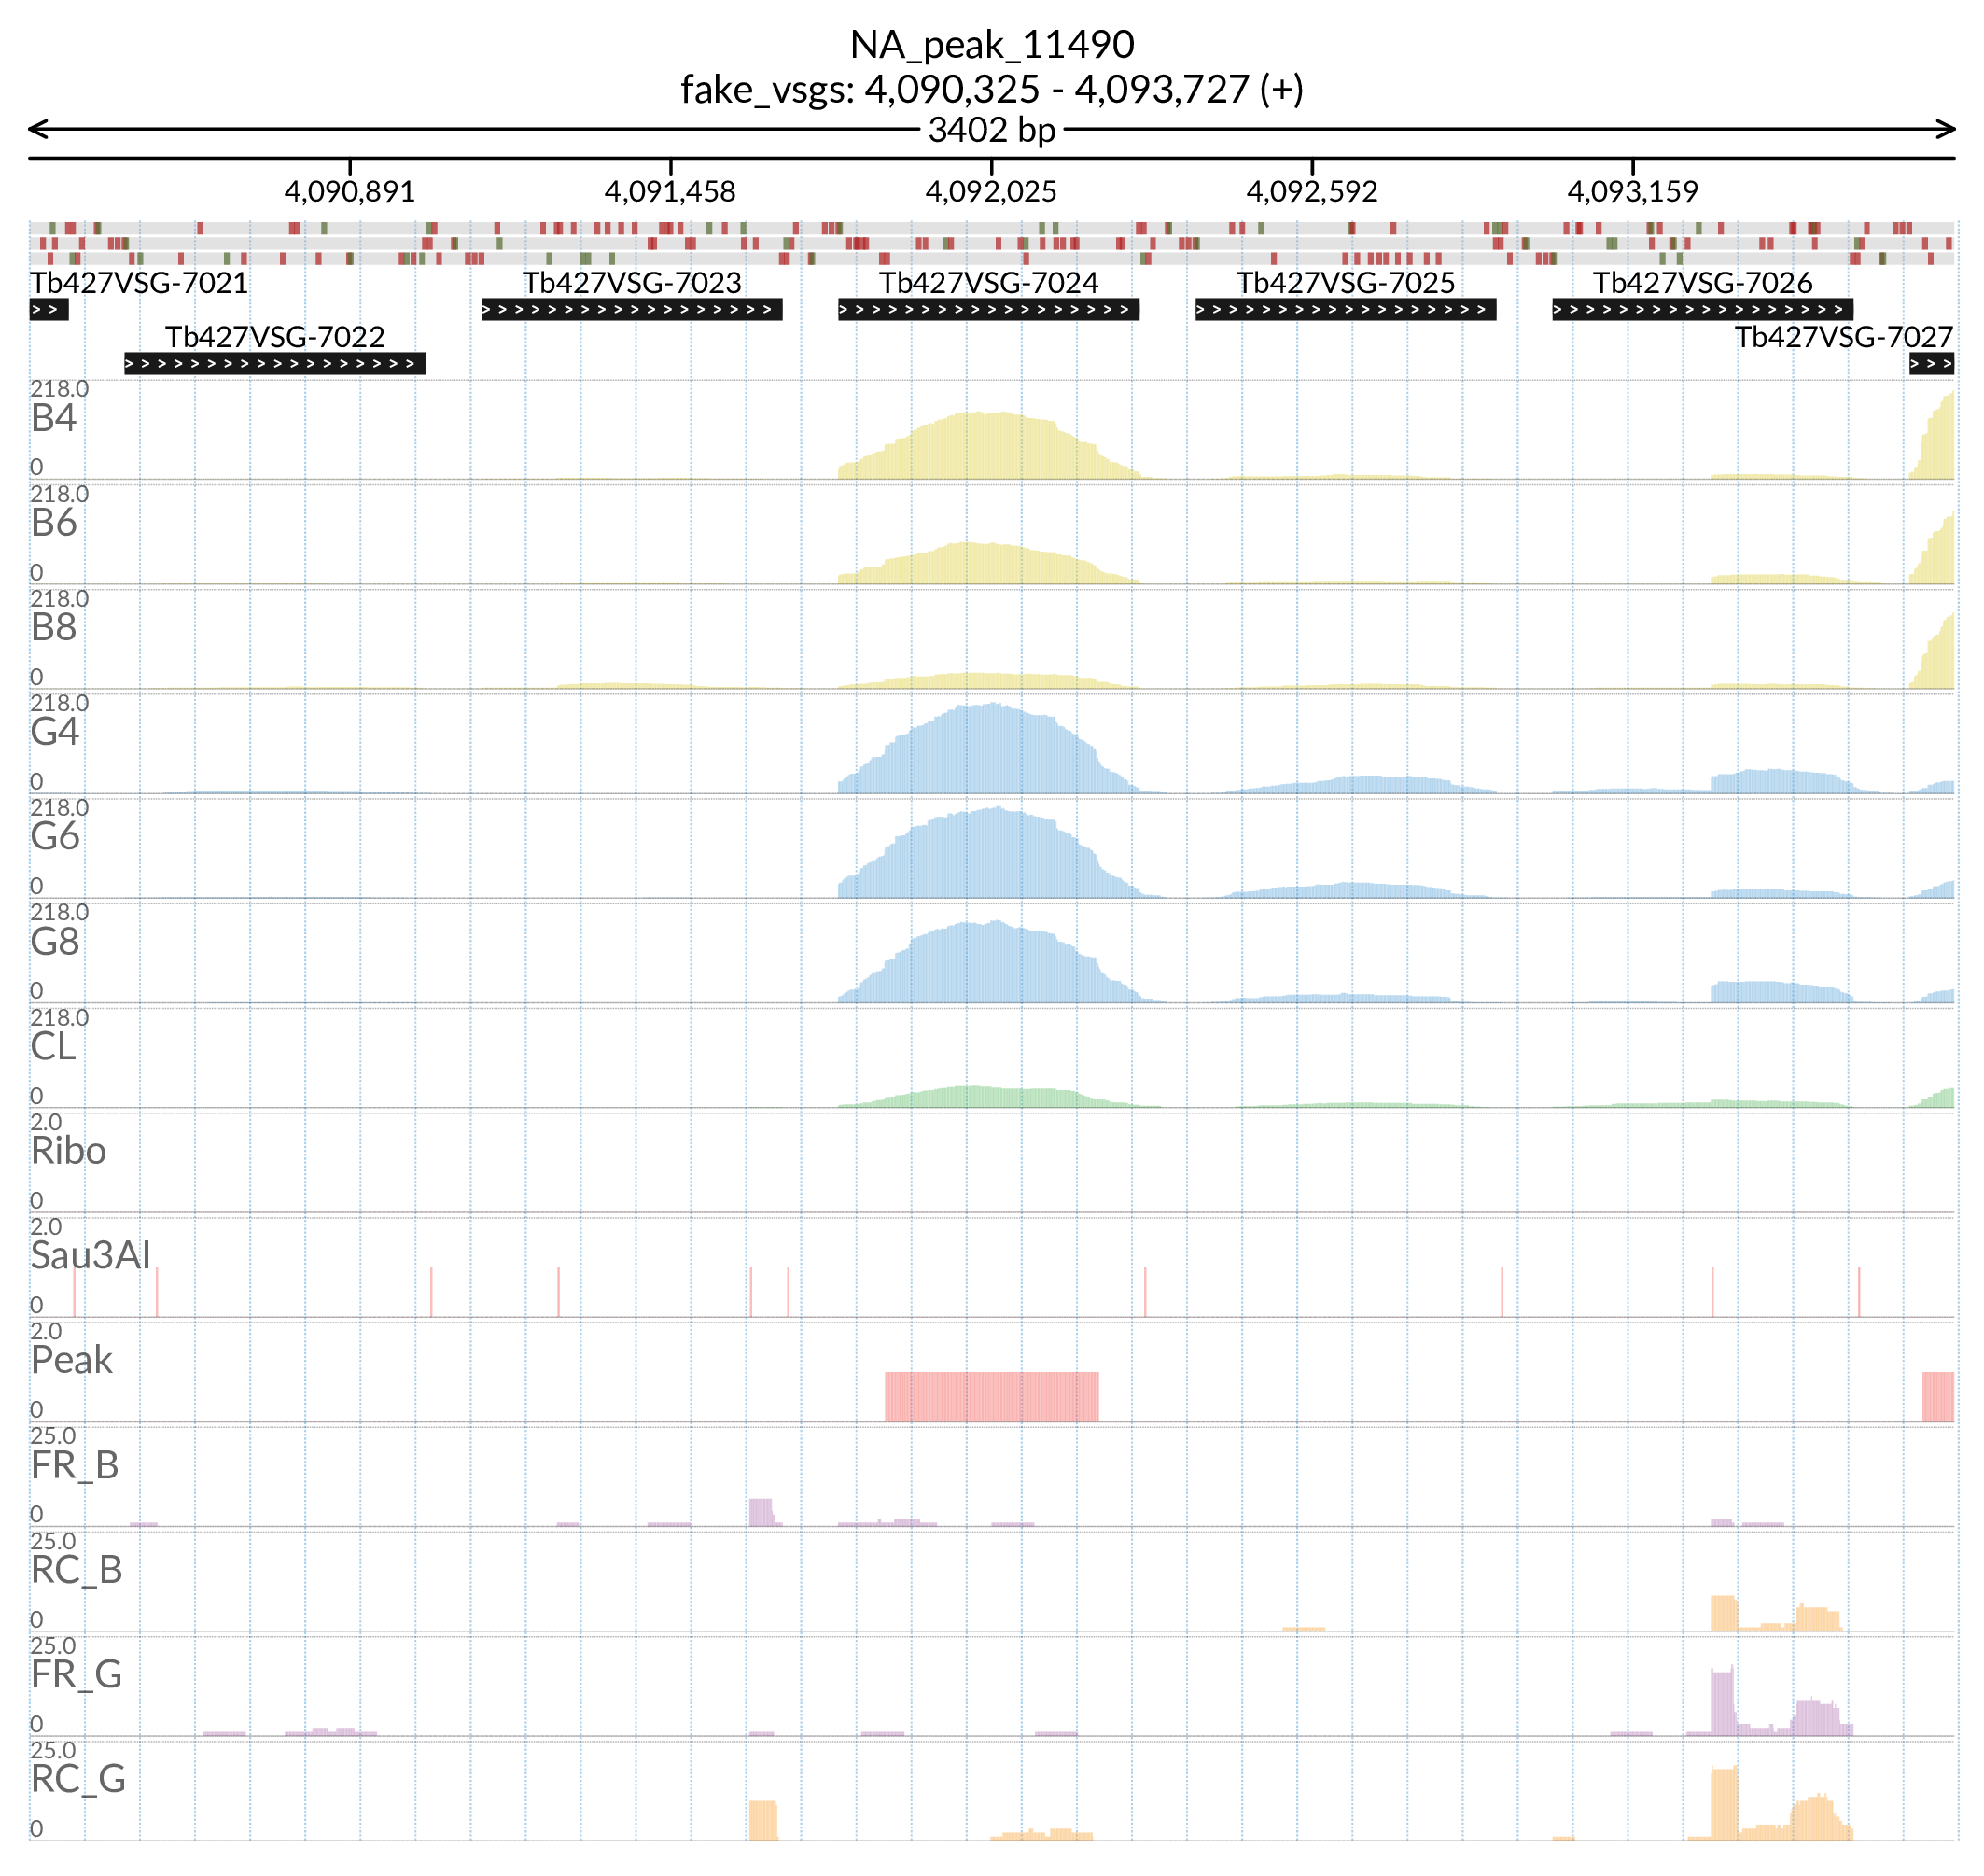 NA_peak_11490
fake_vsgs: 4,090,325 - 4,093,727 (+)
3402 bp
4,090,891 4,091,458 4,092,025 4,092,592 4,093,159
Tb427VSG-7021 Tb427VSG-7023 Tb427VSG-7024 Tb427VSG-7025 Tb427VSG-7026
Tb427VSG-7022 Tb427VSG-7027
218.0
B4
0
218.0
B6
0
218.0
B8
0
218.0
G4
0
218.0
G6
0
218.0
G8
0
218.0
CL
0
2.0
Ribo
0
2.0
Sau3AI
0
2.0
Peak
0
25.0
FR_B
0
25.0
RC_B
0
25.0
FR_G
0
25.0
RC_G
0